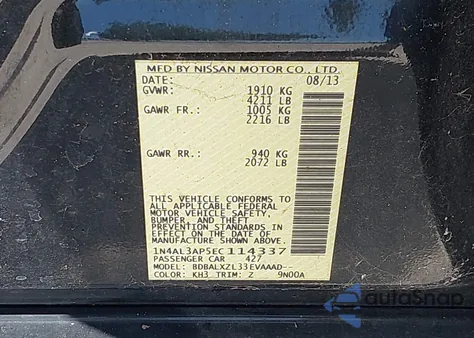 MFD BY NISSAN MOTOR CO., LTD.
DATE: 08/13
GVWR: 1910 KG
4211 LB
GAWR FR.: 1005 KG
2216 LB
GAWR RR.: 940 KG
2072 LB
THIS VEHICLE CONFORMS TO
ALL APPLICABLE FEDERAL
MOTOR VEHICLE SAFETY,
BUMPER, AND THEFT
PREVENTION STANDARDS IN
EFFECT ON THE DATE OF
MANUFACTURE SHOWN ABOVE.
1N4AL3AP5EC114337
PASSENGER CAR 427
MODEL: BDBALXZL33EVAAAD-
COLOR: KH3 TRIM: Z 9N00A
autoSnap